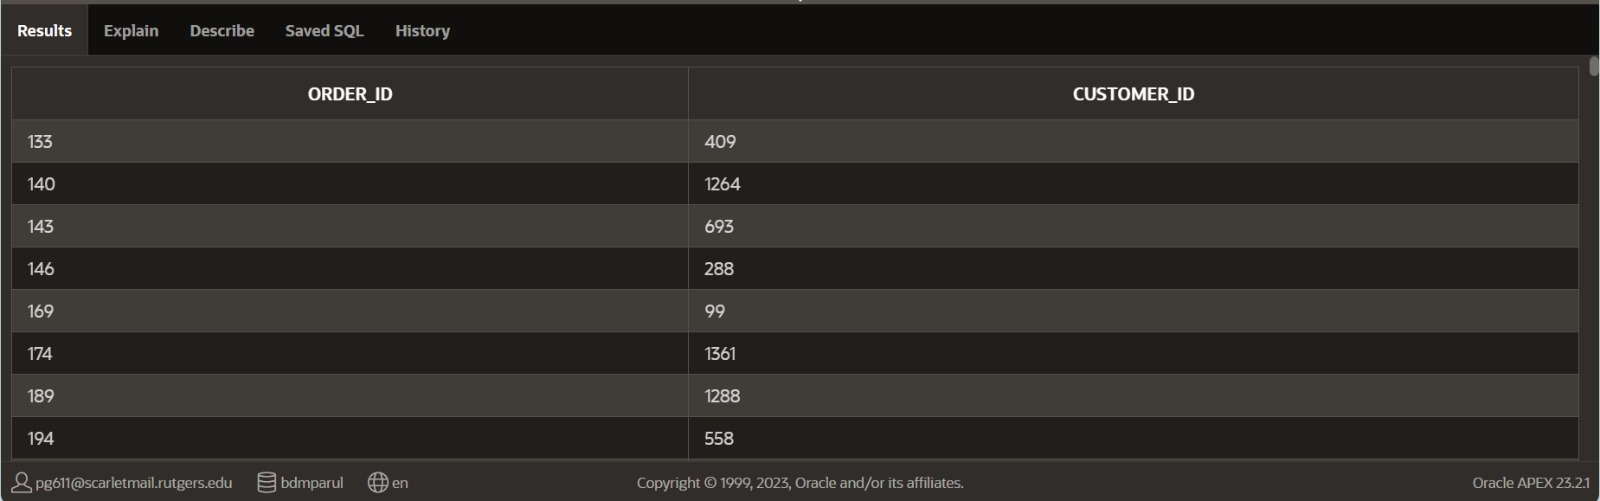 Results Explain Describe Saved SQL History
ORDER_ID CUSTOMER_ID
133 409
140 1264
143 693
146 288
169 99
174 1361
189 1288
194 558
pg611@scarletmail.rutgers.edu bdmparul en Copyright © 1999, 2023, Oracle and/or its affiliates. Oracle APEX 23.2.1